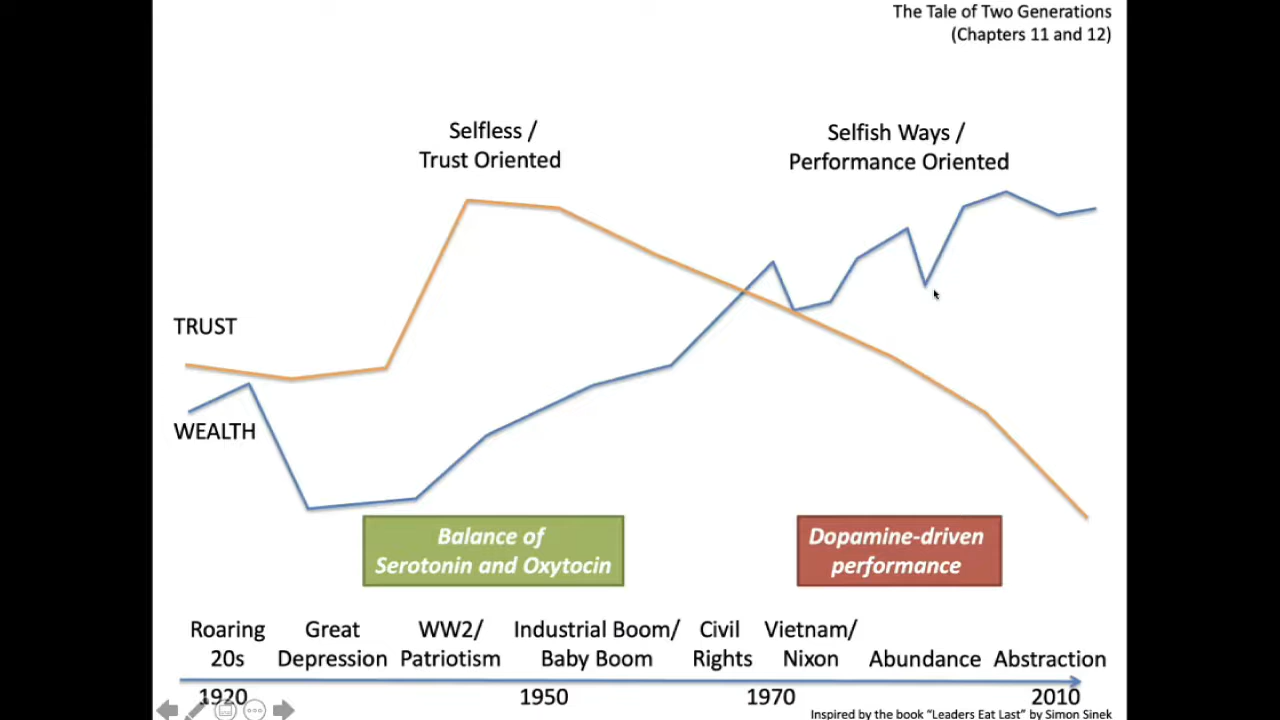 The Tale of Two Generations
(Chapters 11 and 12)
Selfless /
Trust Oriented
Selfish Ways /
Performance Oriented
TRUST
WEALTH
Balance of
Serotonin and Oxytocin
Dopamine-driven
performance
Roaring
20s
Great
Depression
WW2/
Patriotism
Industrial Boom/
Baby Boom
Civil
Rights
Vietnam/
Nixon
Abundance
Abstraction
1920
1950
1970
2010
Inspired by the book “Leaders Eat Last” by Simon Sinek